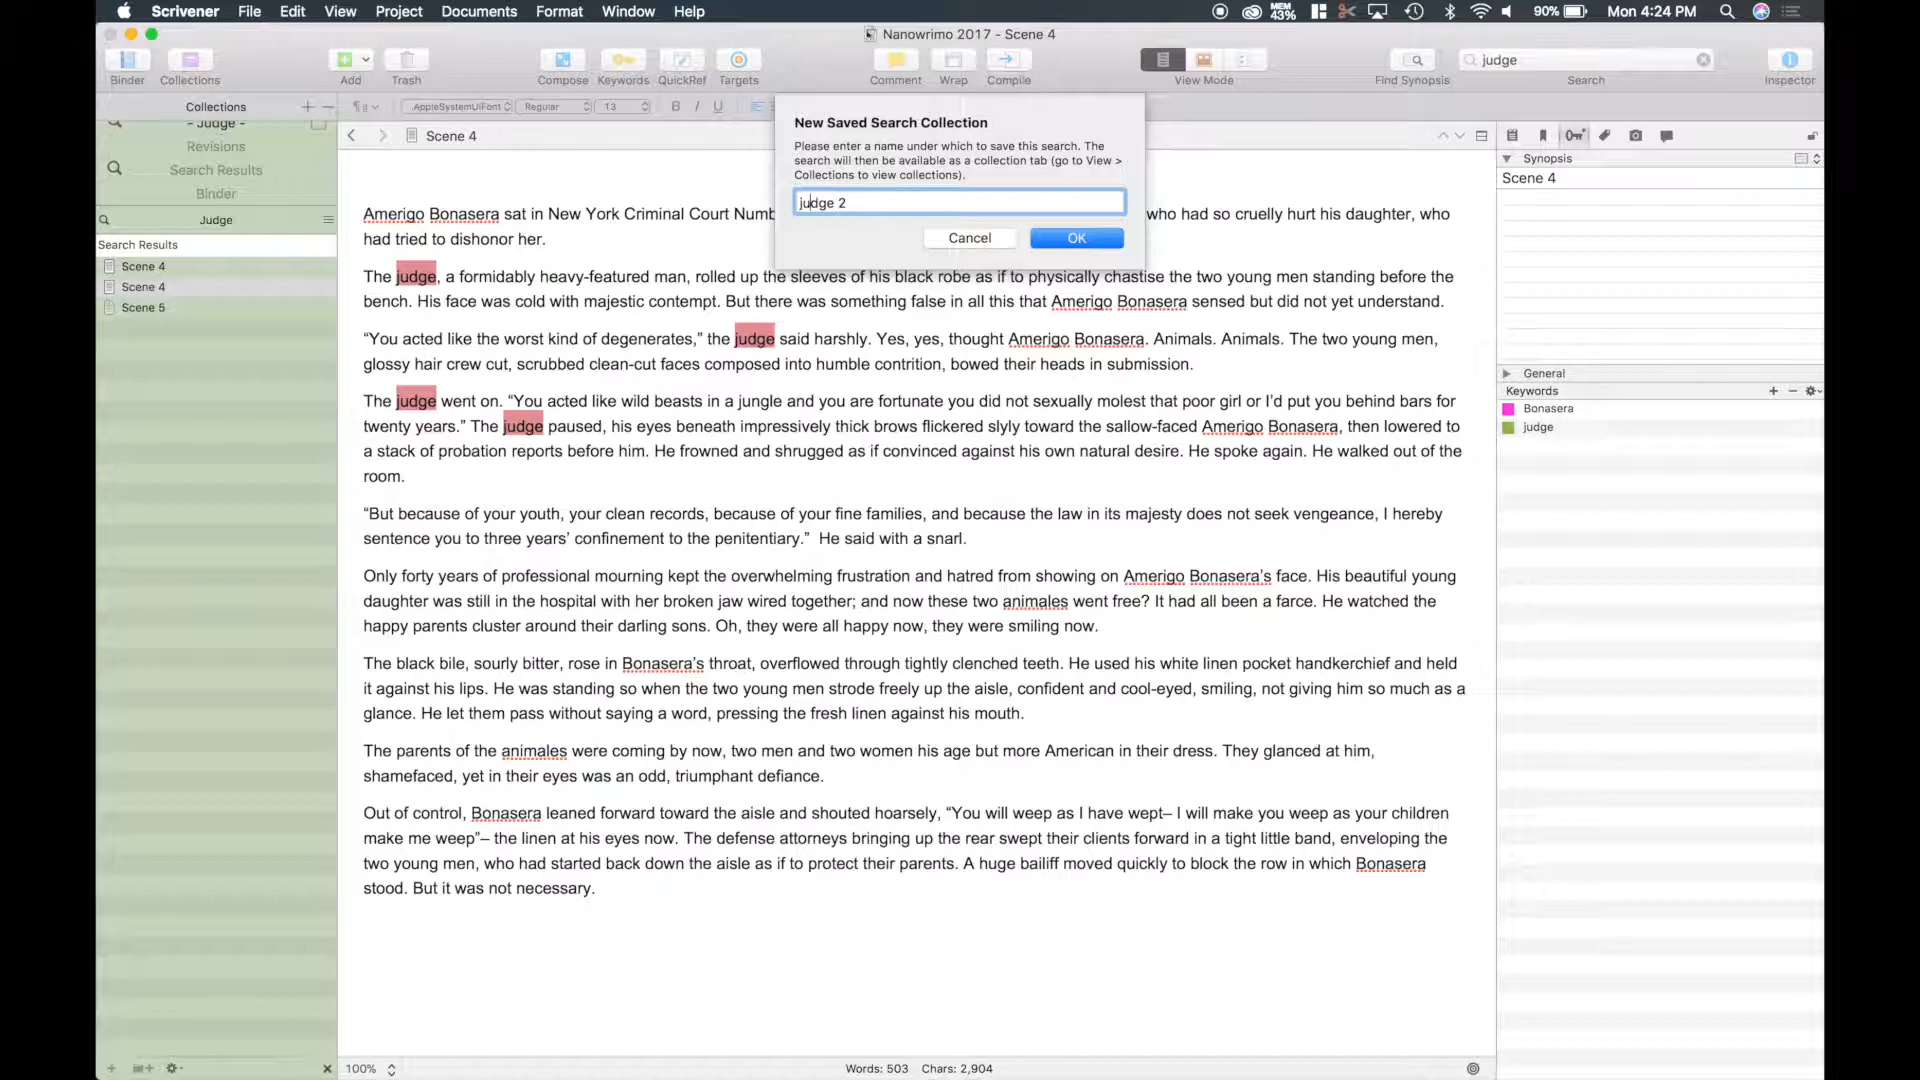 Scrivener File Edit View Project Documents Format Window Help
MEM 43% 90% Mon 4:24 PM
Nanowrimo 2017 - Scene 4
judge
Binder Collections Add Trash Compose Keywords QuickRef Targets Comment Wrap Compile View Mode Find Synopsis Search Inspector
Collections
.AppleSystemUIFont Regular 13 B I U
- Judge -
Revisions
Search Results
Binder
Judge
Search Results
Scene 4
Scene 4
Scene 5
Scene 4
New Saved Search Collection
Please enter a name under which to save this search. The
search will then be available as a collection tab (go to View >
Collections to view collections).
judge 2
Cancel OK
Amerigo Bonasera sat in New York Criminal Court Numb who had so cruelly hurt his daughter, who
had tried to dishonor her.
The judge, a formidably heavy-featured man, rolled up the sleeves of his black robe as if to physically chastise the two young men standing before the
bench. His face was cold with majestic contempt. But there was something false in all this that Amerigo Bonasera sensed but did not yet understand.
“You acted like the worst kind of degenerates,” the judge said harshly. Yes, yes, thought Amerigo Bonasera. Animals. Animals. The two young men,
glossy hair crew cut, scrubbed clean-cut faces composed into humble contrition, bowed their heads in submission.
The judge went on. “You acted like wild beasts in a jungle and you are fortunate you did not sexually molest that poor girl or I’d put you behind bars for
twenty years.” The judge paused, his eyes beneath impressively thick brows flickered slyly toward the sallow-faced Amerigo Bonasera, then lowered to
a stack of probation reports before him. He frowned and shrugged as if convinced against his own natural desire. He spoke again. He walked out of the
room.
“But because of your youth, your clean records, because of your fine families, and because the law in its majesty does not seek vengeance, I hereby
sentence you to three years’ confinement to the penitentiary.”  He said with a snarl.
Only forty years of professional mourning kept the overwhelming frustration and hatred from showing on Amerigo Bonasera’s face. His beautiful young
daughter was still in the hospital with her broken jaw wired together; and now these two animales went free? It had all been a farce. He watched the
happy parents cluster around their darling sons. Oh, they were all happy now, they were smiling now.
The black bile, sourly bitter, rose in Bonasera’s throat, overflowed through tightly clenched teeth. He used his white linen pocket handkerchief and held
it against his lips. He was standing so when the two young men strode freely up the aisle, confident and cool-eyed, smiling, not giving him so much as a
glance. He let them pass without saying a word, pressing the fresh linen against his mouth.
The parents of the animales were coming by now, two men and two women his age but more American in their dress. They glanced at him,
shamefaced, yet in their eyes was an odd, triumphant defiance.
Out of control, Bonasera leaned forward toward the aisle and shouted hoarsely, “You will weep as I have wept– I will make you weep as your children
make me weep”– the linen at his eyes now. The defense attorneys bringing up the rear swept their clients forward in a tight little band, enveloping the
two young men, who had started back down the aisle as if to protect their parents. A huge bailiff moved quickly to block the row in which Bonasera
stood. But it was not necessary.
Synopsis
Scene 4
General
Keywords
Bonasera
judge
100% Words: 503 Chars: 2,904